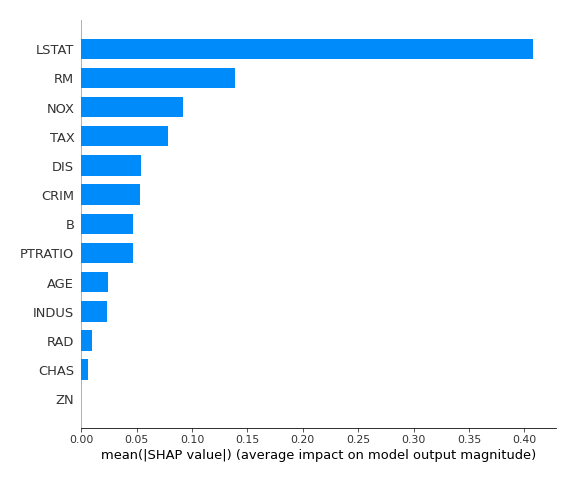 LSTAT
RM
NOX
TAX
DIS
CRIM
B
PTRATIO
AGE
INDUS
RAD
CHAS
ZN
0.00 0.05 0.10 0.15 0.20 0.25 0.30 0.35 0.40
mean(|SHAP value|) (average impact on model output magnitude)